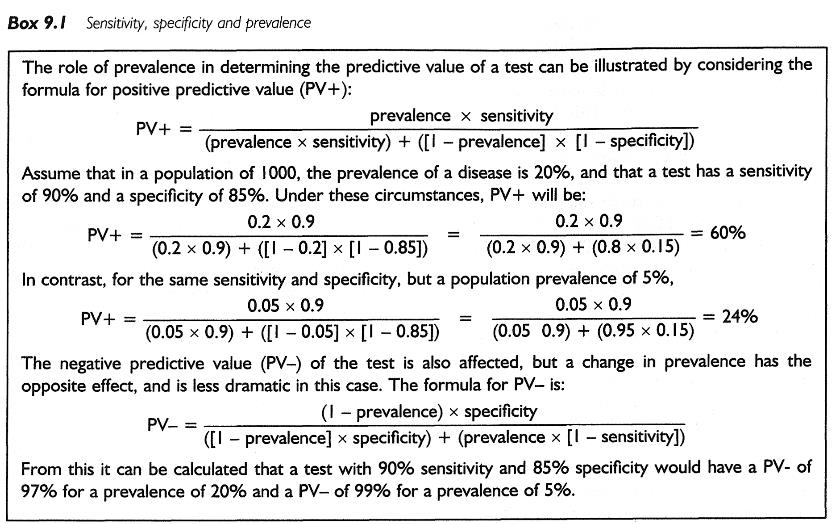 Box 9.1 Sensitivity, specificity and prevalence
The role of prevalence in determining the predictive value of a test can be illustrated by considering the
formula for positive predictive value (PV+):
PV+ = prevalence × sensitivity / (prevalence × sensitivity) + ([1 – prevalence] × [1 – specificity])
Assume that in a population of 1000, the prevalence of a disease is 20%, and that a test has a sensitivity
of 90% and a specificity of 85%. Under these circumstances, PV+ will be:
PV+ = 0.2 × 0.9 / (0.2 × 0.9) + ([1 – 0.2] × [1 – 0.85]) = 0.2 × 0.9 / (0.2 × 0.9) + (0.8 × 0.15) = 60%
In contrast, for the same sensitivity and specificity, but a population prevalence of 5%,
PV+ = 0.05 × 0.9 / (0.05 × 0.9) + ([1 – 0.05] × [1 – 0.85]) = 0.05 × 0.9 / (0.05 0.9) + (0.95 × 0.15) = 24%
The negative predictive value (PV–) of the test is also affected, but a change in prevalence has the
opposite effect, and is less dramatic in this case. The formula for PV– is:
PV– = (1 – prevalence) × specificity / ([1 – prevalence] × specificity) + (prevalence × [1 – sensitivity])
From this it can be calculated that a test with 90% sensitivity and 85% specificity would have a PV- of
97% for a prevalence of 20% and a PV– of 99% for a prevalence of 5%.